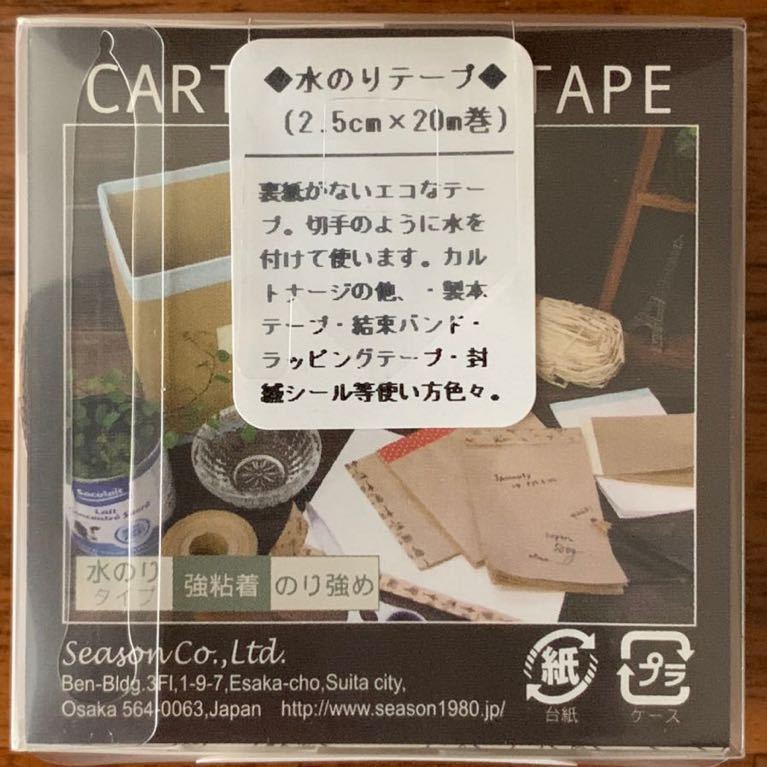 CART TAPE
◆水のりテープ◆
(2.5cm×20m巻)
裏紙がないエコなテー
プ。切手のように水を
付けて使います。カル
トナージの他、・製本
テープ・結束バンド・
ラッピングテープ・封
緘シール等使い方色々。
Lait
Concentré Sucré
水のり
タイプ
強粘着
のり強め
Season Co.,Ltd.
Ben-Bldg.3Fl,1-9-7,Esaka-cho,Suita city,
Osaka 564-0063,Japan http://www.season1980.jp/
紙
台紙
プラ
ケース